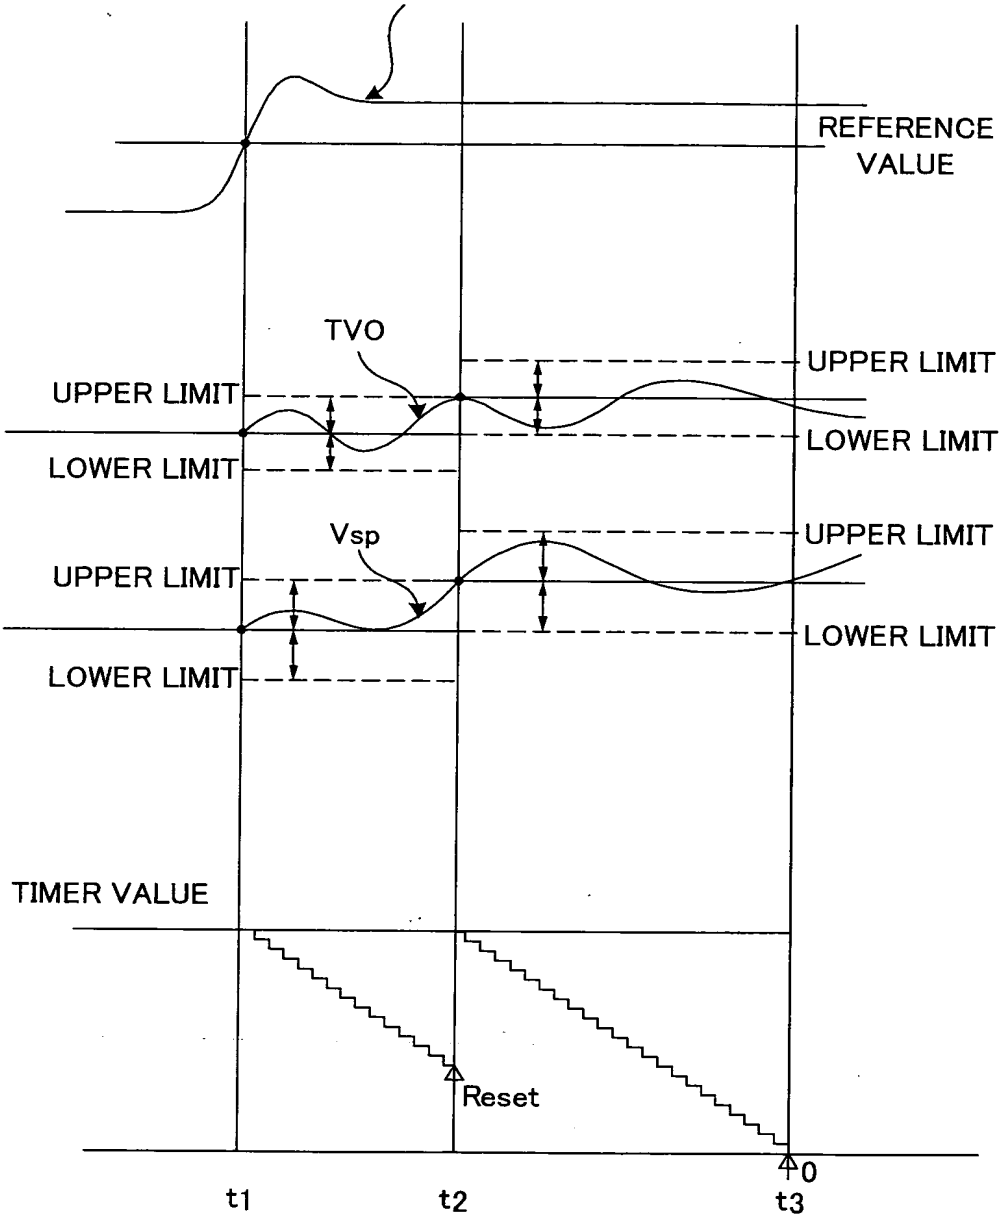 REFERENCE
VALUE
TVO
UPPER LIMIT
UPPER LIMIT
LOWER LIMIT
LOWER LIMIT
Vsp
UPPER LIMIT
UPPER LIMIT
LOWER LIMIT
LOWER LIMIT
TIMER VALUE
Reset
0
t1
t2
t3